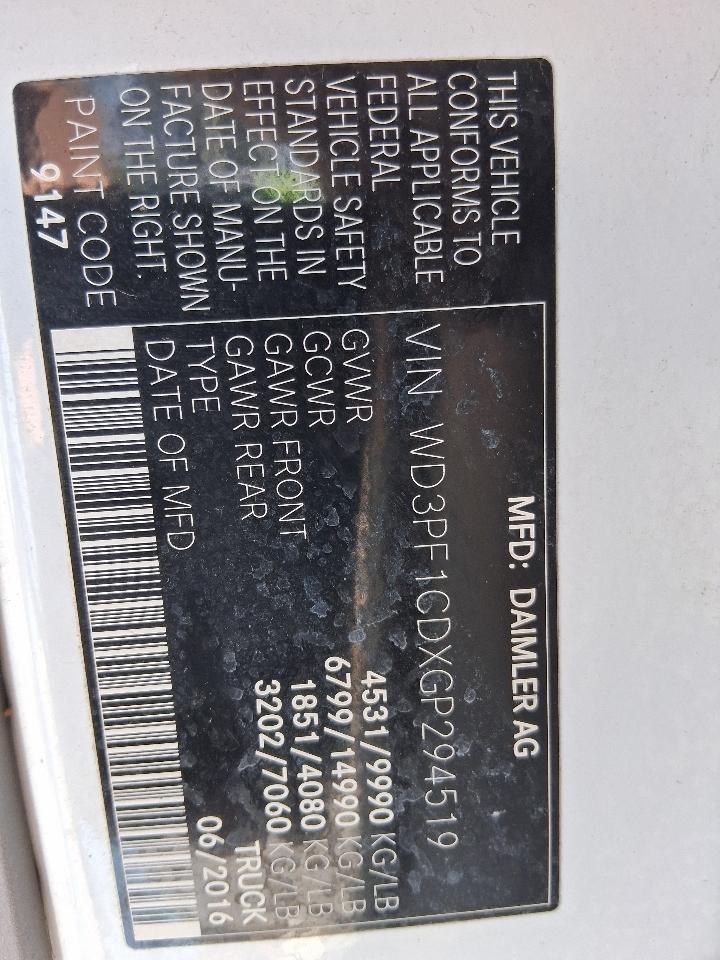 MFD: DAIMLER AG
THIS VEHICLE
CONFORMS TO
ALL APPLICABLE
FEDERAL
VEHICLE SAFETY
STANDARDS IN
EFFECT ON THE
DATE OF MANU-
FACTURE SHOWN
ON THE RIGHT.
PAINT CODE
9147
VIN WD3PF1CDXGP294519
GVWR 4531/9990 KG/LB
GCWR 6799/14990 KG/LB
GAWR FRONT 1851/4080 KG/LB
GAWR REAR 3202/7060 KG/LB
TYPE TRUCK
DATE OF MFD 06/2016